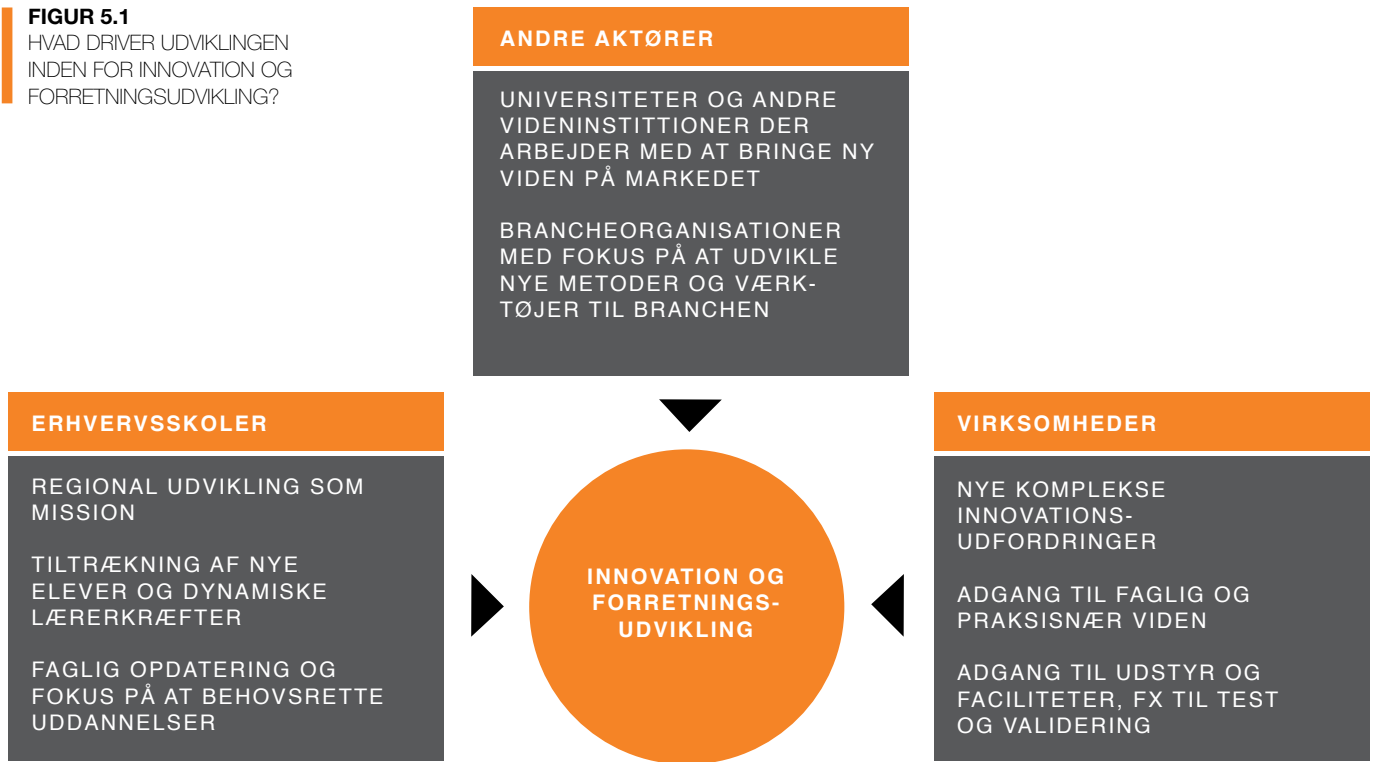 FIGUR 5.1
HVAD DRIVER UDVIKLINGEN
INDEN FOR INNOVATION OG
FORRETNINGSUDVIKLING?
ANDRE AKTØRER
UNIVERSITETER OG ANDRE
VIDENINSTITTIONER DER
ARBEJDER MED AT BRINGE NY
VIDEN PÅ MARKEDET
BRANCHEORGANISATIONER
MED FOKUS PÅ AT UDVIKLE
NYE METODER OG VÆRK-
TØJER TIL BRANCHEN
ERHVERVSSKOLER
REGIONAL UDVIKLING SOM
MISSION
TILTRÆKNING AF NYE
ELEVER OG DYNAMISKE
LÆRERKRÆFTER
FAGLIG OPDATERING OG
FOKUS PÅ AT BEHOVSRETTE
UDDANNELSER
INNOVATION OG
FORRETNINGS-
UDVIKLING
VIRKSOMHEDER
NYE KOMPLEKSE
INNOVATIONS-
UDFORDRINGER
ADGANG TIL FAGLIG OG
PRAKSISNÆR VIDEN
ADGANG TIL UDSTYR OG
FACILITETER, FX TIL TEST
OG VALIDERING